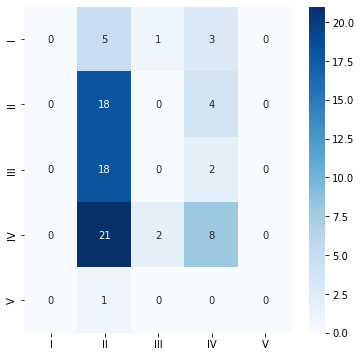 I 0 5 1 3 0
II 0 18 0 4 0
III 0 18 0 2 0
IV 0 21 2 8 0
V 0 1 0 0 0
I II III IV V
20.0
17.5
15.0
12.5
10.0
7.5
5.0
2.5
0.0